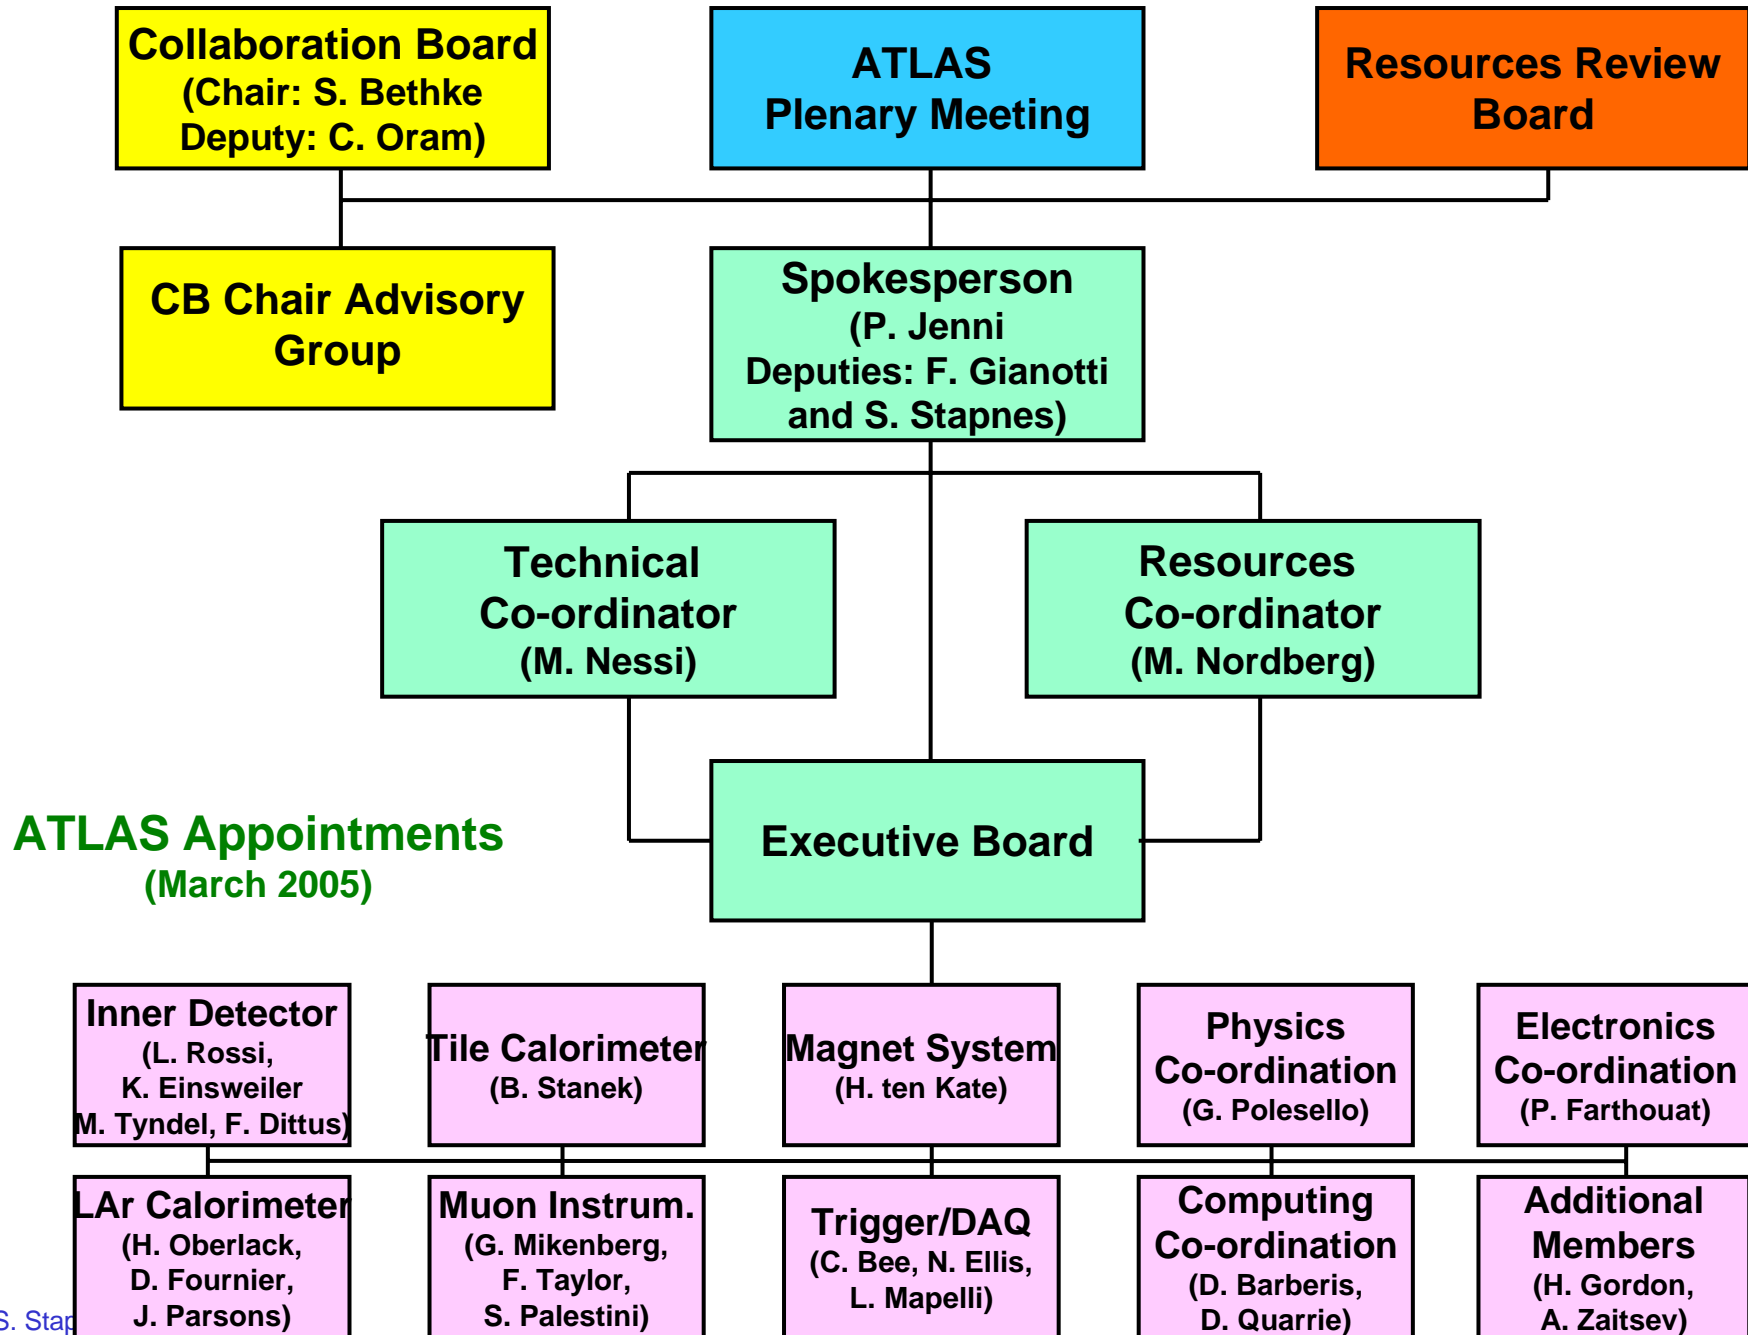 Collaboration Board
(Chair: S. Bethke
Deputy: C. Oram)
ATLAS
Plenary Meeting
Resources Review
Board
CB Chair Advisory
Group
Spokesperson
(P. Jenni
Deputies: F. Gianotti
and S. Stapnes)
Technical
Co-ordinator
(M. Nessi)
Resources
Co-ordinator
(M. Nordberg)
ATLAS Appointments
(March 2005)
Executive Board
Inner Detector
(L. Rossi,
K. Einsweiler
M. Tyndel, F. Dittus)
Tile Calorimeter
(B. Stanek)
Magnet System
(H. ten Kate)
Physics
Co-ordination
(G. Polesello)
Electronics
Co-ordination
(P. Farthouat)
LAr Calorimeter
(H. Oberlack,
D. Fournier,
J. Parsons)
Muon Instrum.
(G. Mikenberg,
F. Taylor,
S. Palestini)
Trigger/DAQ
(C. Bee, N. Ellis,
L. Mapelli)
Computing
Co-ordination
(D. Barberis,
D. Quarrie)
Additional
Members
(H. Gordon,
A. Zaitsev)
S.